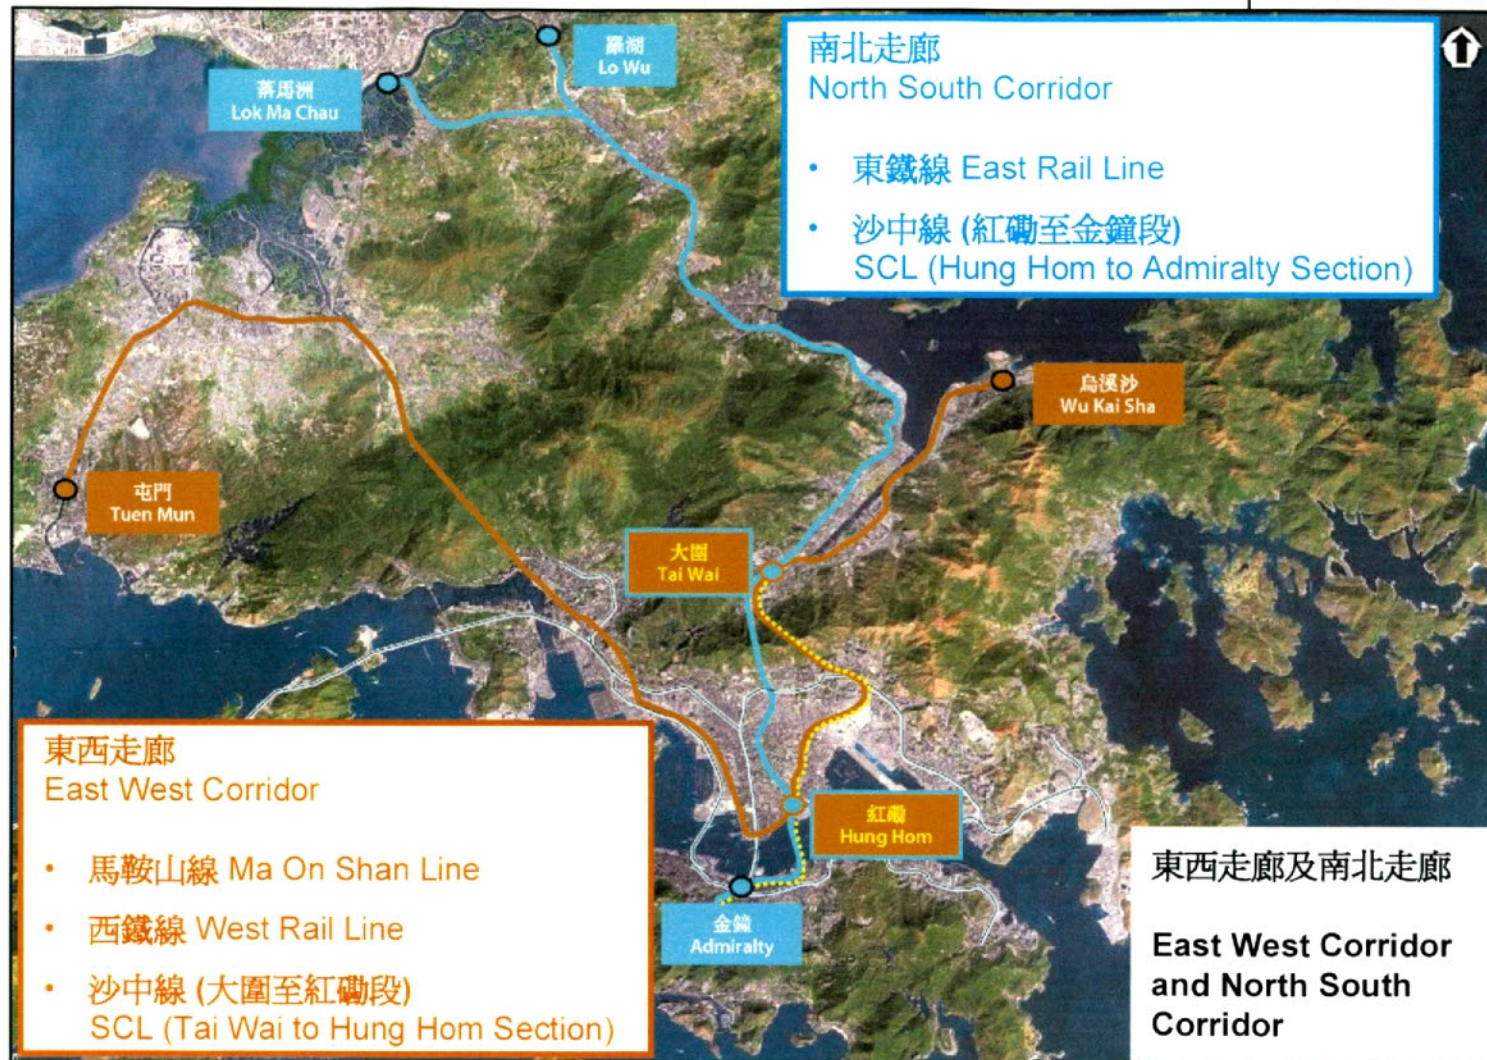 羅湖
Lo Wu
落馬洲
Lok Ma Chau
南北走廊
North South Corridor
• 東鐵線 East Rail Line
• 沙中線 (紅磡至金鐘段)
SCL (Hung Hom to Admiralty Section)
烏溪沙
Wu Kai Sha
屯門
Tuen Mun
大圍
Tai Wai
東西走廊
East West Corridor
• 馬鞍山線 Ma On Shan Line
• 西鐵線 West Rail Line
• 沙中線 (大圍至紅磡段)
SCL (Tai Wai to Hung Hom Section)
紅磡
Hung Hom
金鐘
Admiralty
東西走廊及南北走廊
East West Corridor
and North South
Corridor